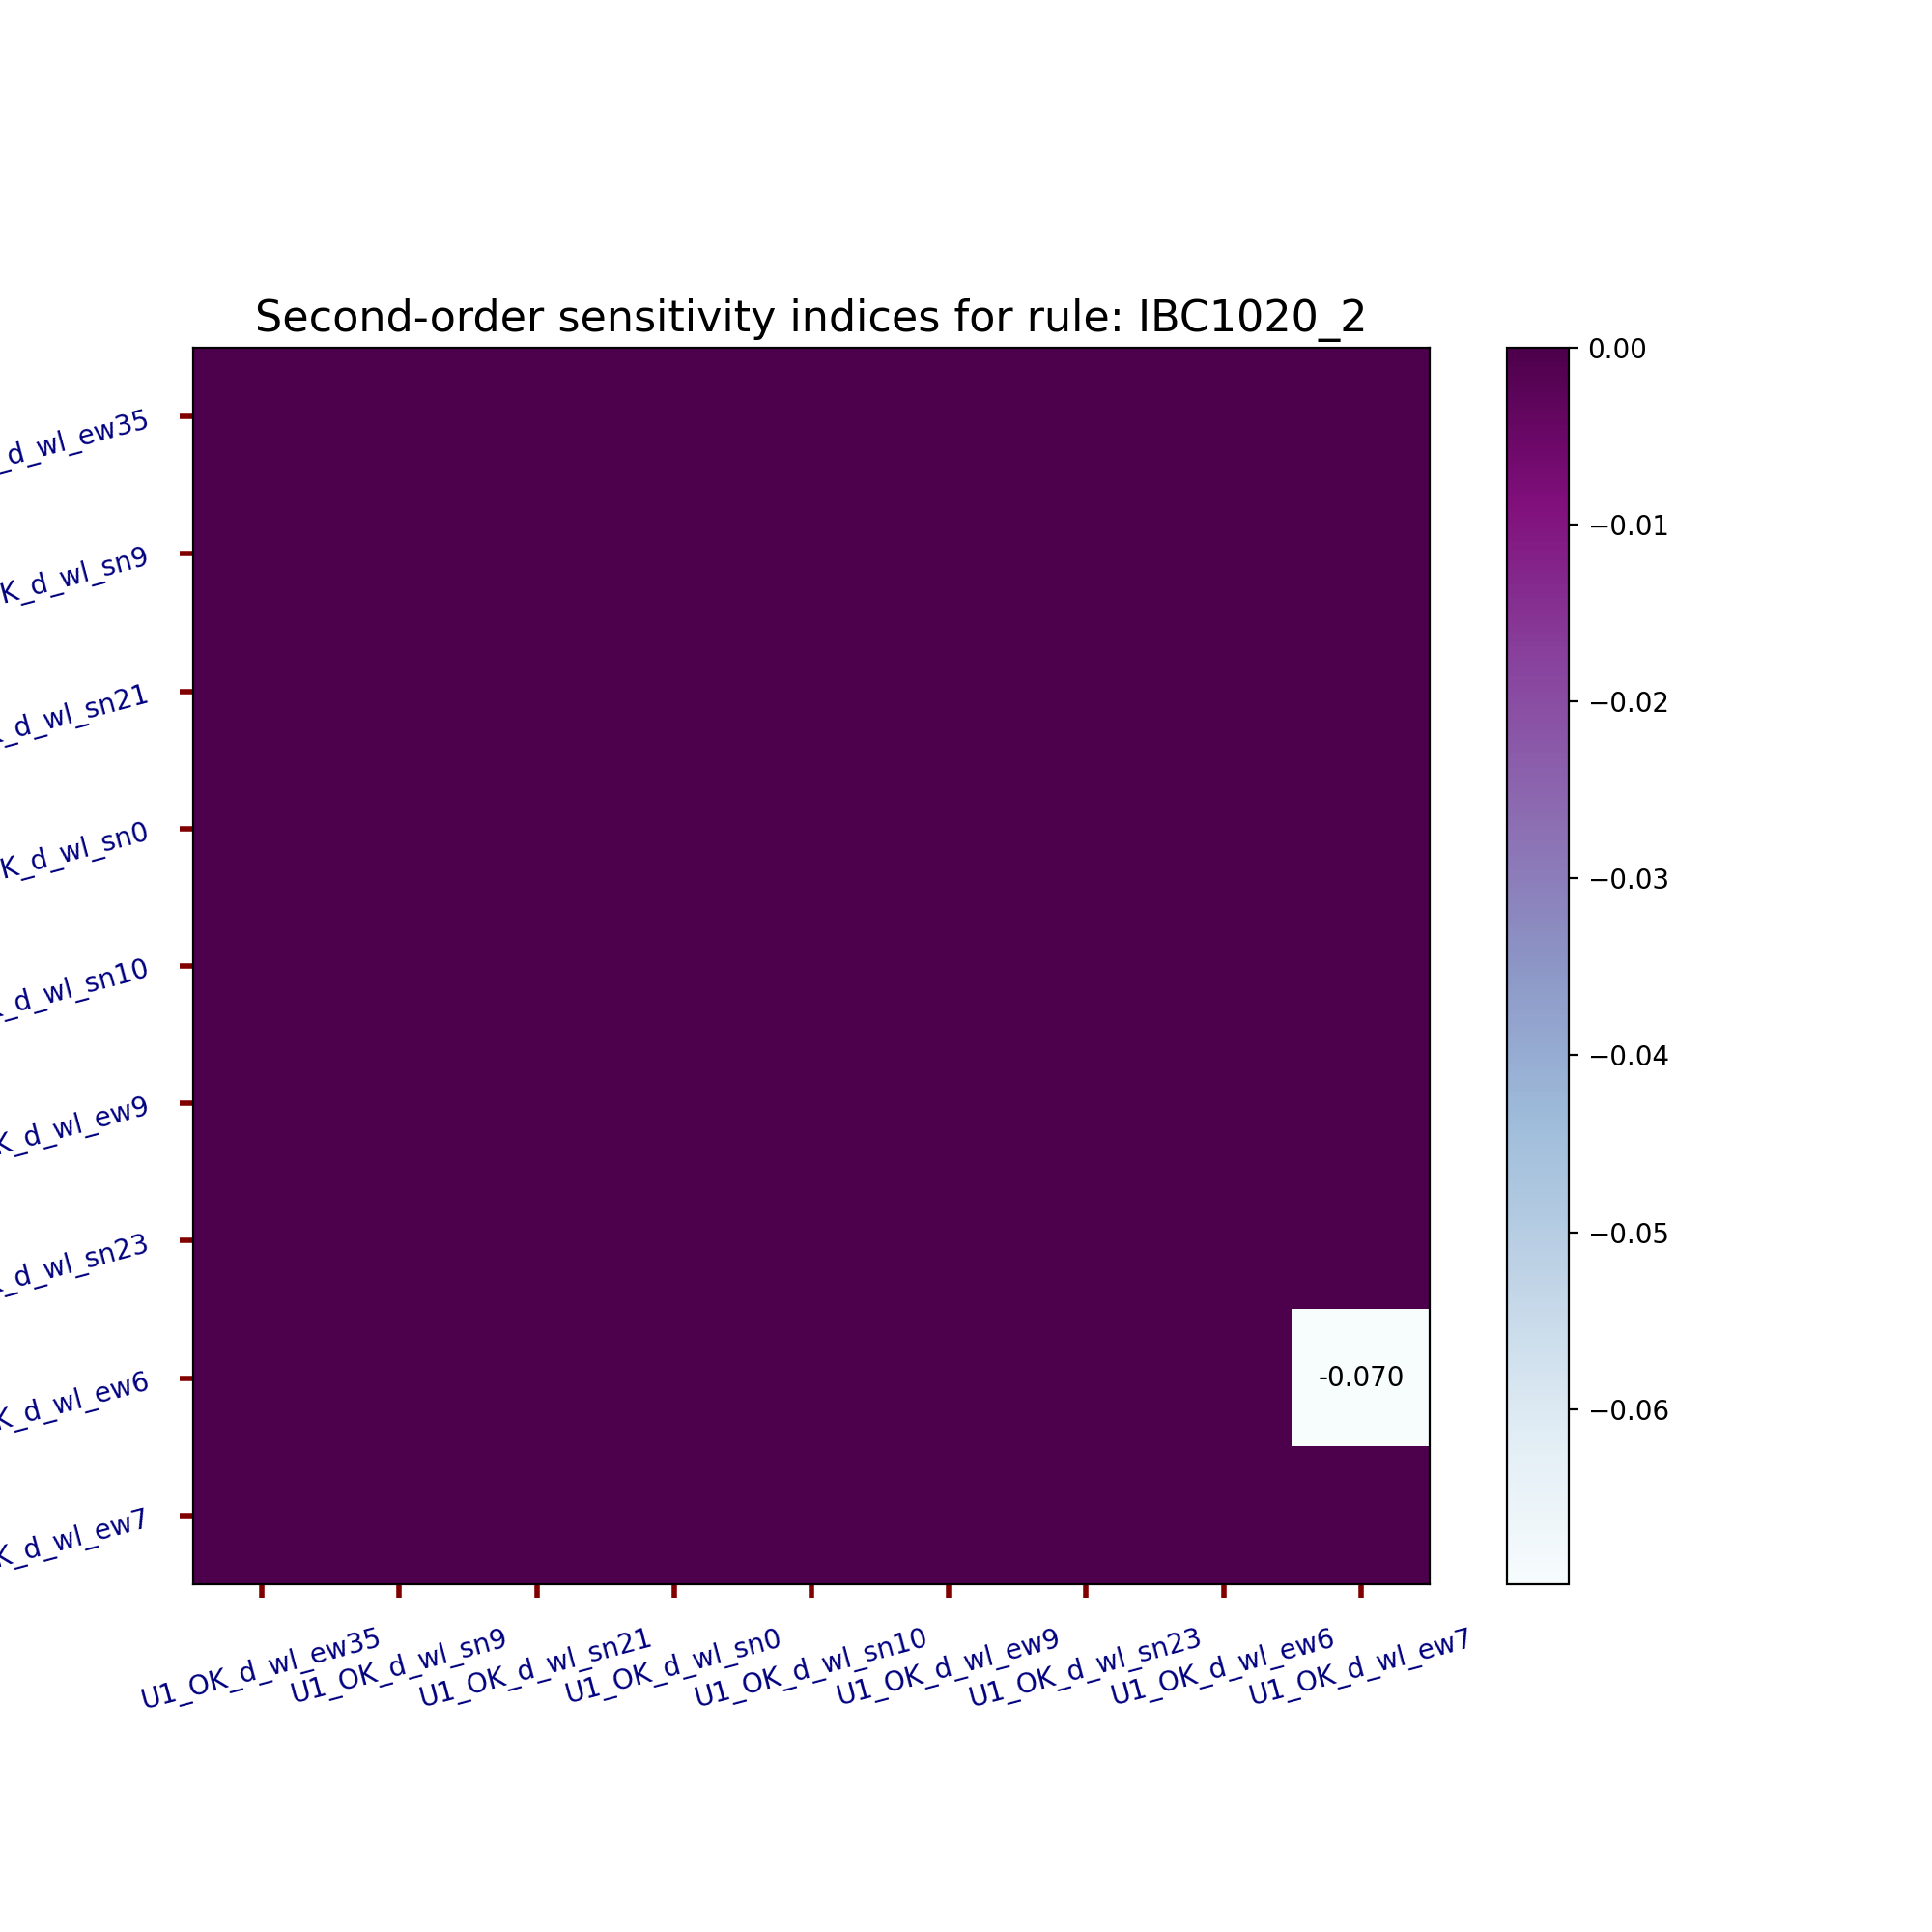 Second-order sensitivity indices for rule: IBC1020_2
0.00
−0.01
−0.02
−0.03
−0.04
−0.05
−0.06
_d_wl_ew35
K_d_wl_sn9
_d_wl_sn21
K_d_wl_sn0
_d_wl_sn10
K_d_wl_ew9
_d_wl_sn23
K_d_wl_ew6
K_d_wl_ew7
-0.070
U1_OK_d_wl_ew35
U1_OK_d_wl_sn9
U1_OK_d_wl_sn21
U1_OK_d_wl_sn0
U1_OK_d_wl_sn10
U1_OK_d_wl_ew9
U1_OK_d_wl_sn23
U1_OK_d_wl_ew6
U1_OK_d_wl_ew7